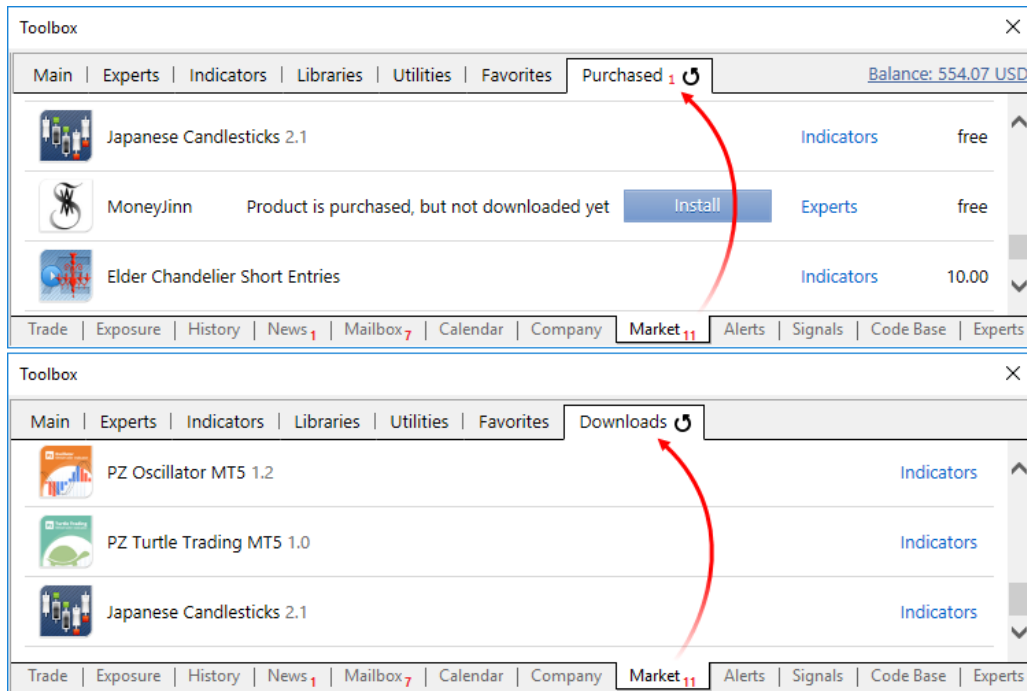 Toolbox
Main | Experts | Indicators | Libraries | Utilities | Favorites | Purchased 1 Balance: 554.07 USD
Japanese Candlesticks 2.1 Indicators free
MoneyJinn Product is purchased, but not downloaded yet Install Experts free
Elder Chandelier Short Entries Indicators 10.00
Trade | Exposure | History | News 1 | Mailbox 7 | Calendar | Company | Market 11 | Alerts | Signals | Code Base | Experts
Toolbox
Main | Experts | Indicators | Libraries | Utilities | Favorites | Downloads
PZ Oscillator MT5 1.2 Indicators
PZ Turtle Trading MT5 1.0 Indicators
Japanese Candlesticks 2.1 Indicators
Trade | Exposure | History | News 1 | Mailbox 7 | Calendar | Company | Market 11 | Alerts | Signals | Code Base | Experts